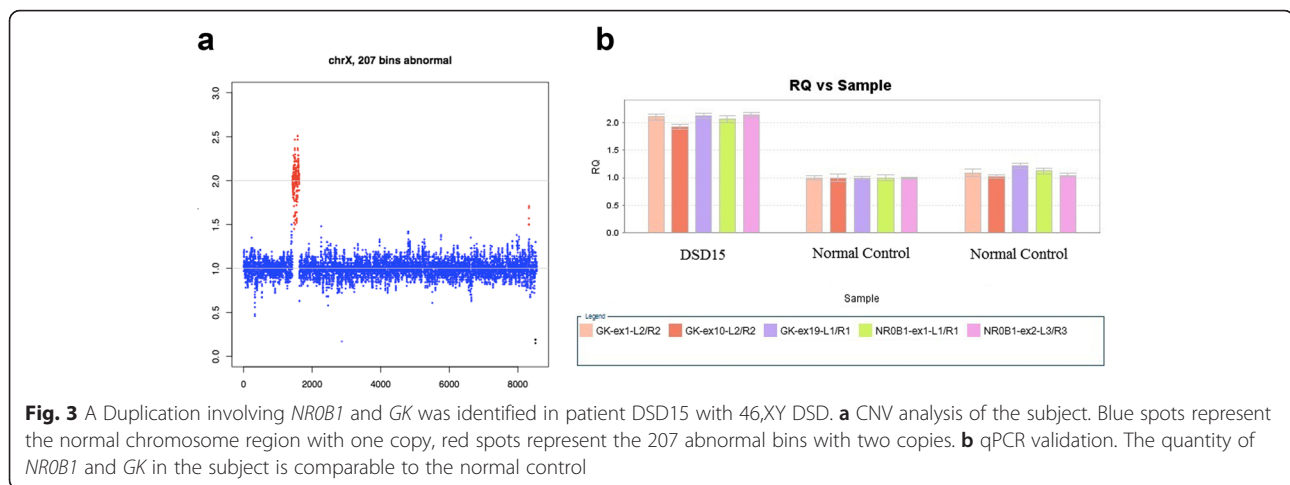 a
chrX, 207 bins abnormal
3.0
2.5
2.0
1.5
1.0
0.5
0.0
0 2000 4000 6000 8000
b
RQ vs Sample
RQ
2.0
1.5
1.0
0.5
0.0
DSD15 Normal Control Normal Control
Sample
Legend
GK-ex1-L2/R2 GK-ex10-L2/R2 GK-ex19-L1/R1 NR0B1-ex1-L1/R1 NR0B1-ex2-L3/R3
Fig. 3 A Duplication involving NR0B1 and GK was identified in patient DSD15 with 46,XY DSD. a CNV analysis of the subject. Blue spots represent
the normal chromosome region with one copy, red spots represent the 207 abnormal bins with two copies. b qPCR validation. The quantity of
NR0B1 and GK in the subject is comparable to the normal control